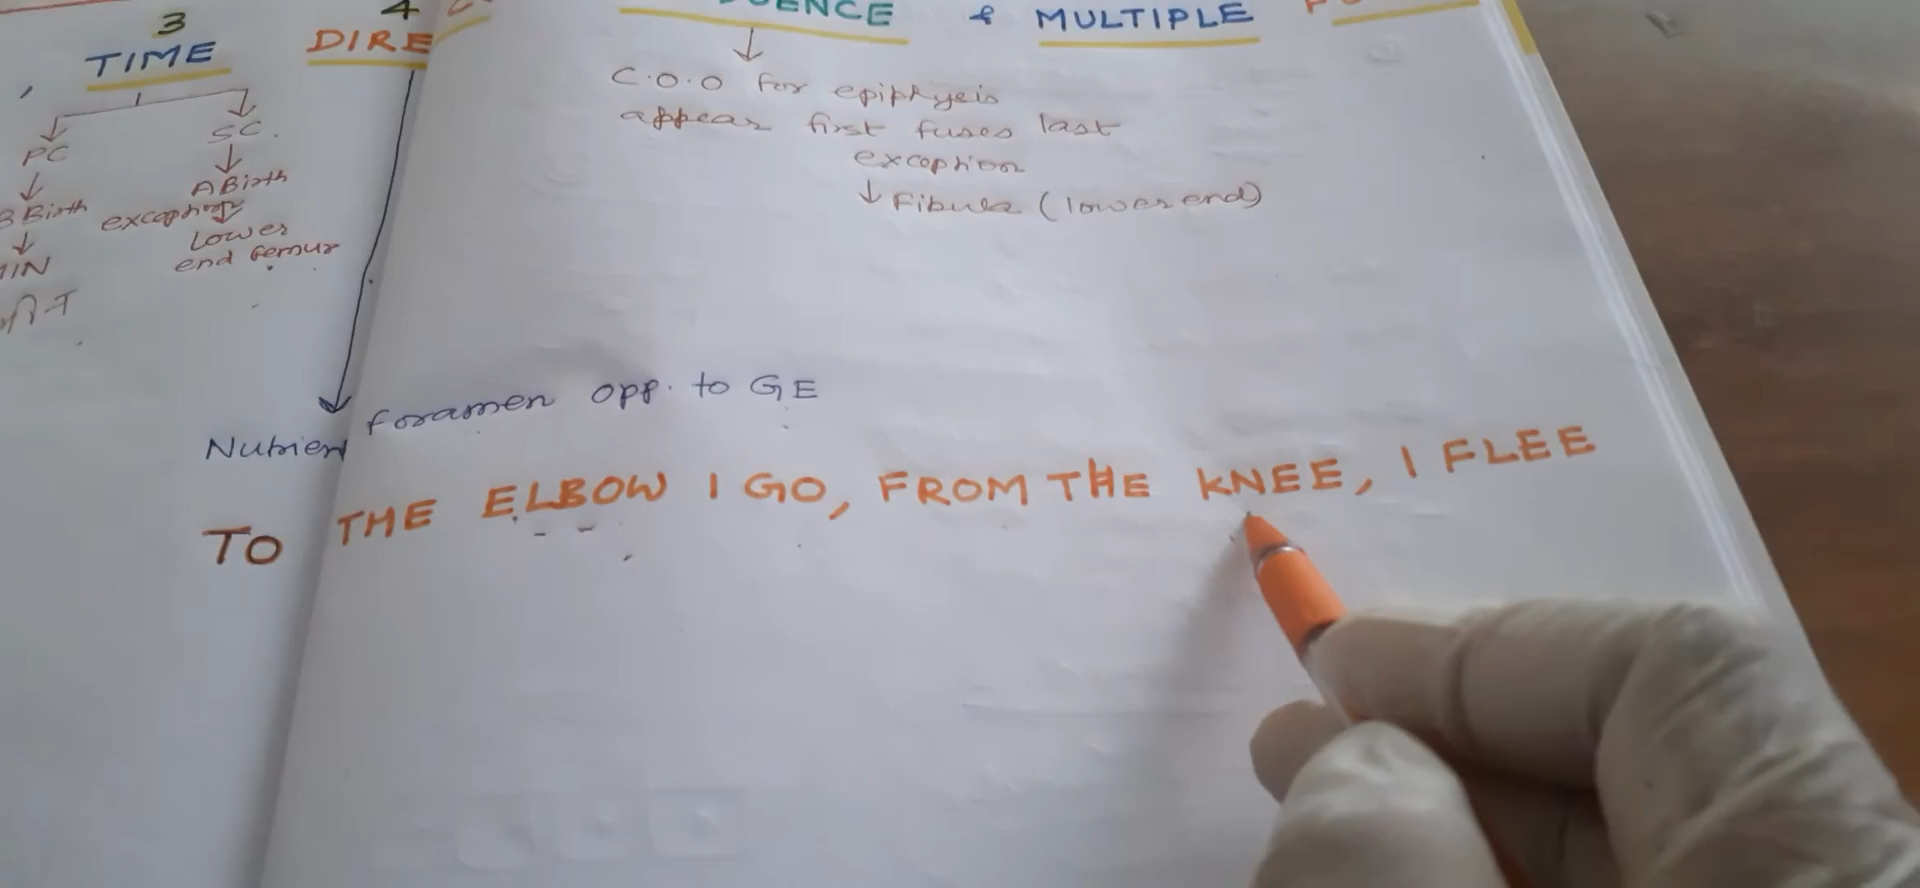 3
TIME
PC
SC.
Birth
A Birth
exception
Lower
end Femur
4
DIRE
& MULTIPLE
C.O.O for epiphysis
appear first fuses last
exception
Fibula (lower end)
Nutrient foramen opp. to GE
TO THE ELBOW I GO, FROM THE KNEE, I FLEE